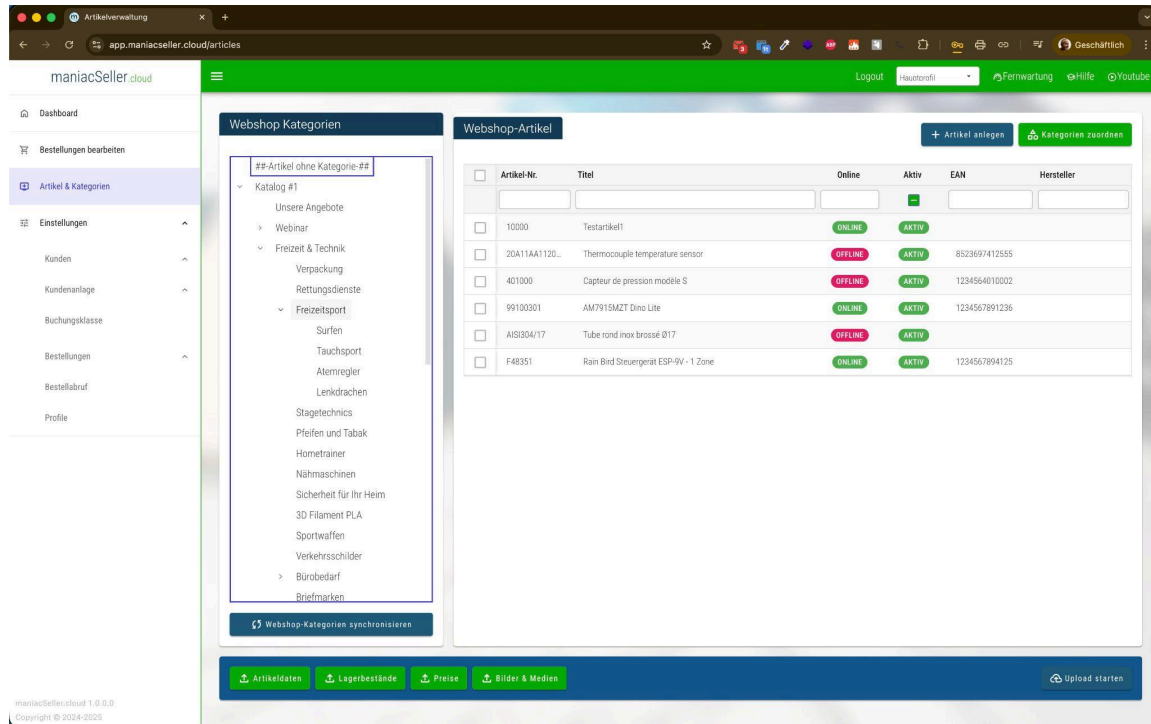 Artikelverwaltung
app.maniacseller.cloud/articles
Geschäftlich
maniacSeller.cloud
Logout
Hauptprofil
Fernwartung
Hilfe
Youtube
Dashboard
Bestellungen bearbeiten
Artikel & Kategorien
Einstellungen
Kunden
Kundenanlage
Buchungsklasse
Bestellungen
Bestellabruf
Profile
maniacSeller.cloud 1.0.0.0
Copyright © 2024-2025
Webshop Kategorien
##-Artikel ohne Kategorie-##
Katalog #1
Unsere Angebote
Webinar
Freizeit & Technik
Verpackung
Rettungsdienste
Freizeitsport
Surfen
Tauchsport
Atemregler
Lenkdrachen
Stagetechnics
Pfeifen und Tabak
Hometrainer
Nähmaschinen
Sicherheit für Ihr Heim
3D Filament PLA
Sportwaffen
Verkehrsschilder
Bürobedarf
Briefmarken
Webshop-Kategorien synchronisieren
Webshop-Artikel
+ Artikel anlegen
Kategorien zuordnen
Artikel-Nr. Titel Online Aktiv EAN Hersteller
10000 Testartikel1 ONLINE AKTIV
20A11AA1120... Thermocouple temperature sensor OFFLINE AKTIV 8523697412555
401000 Capteur de pression modèle S OFFLINE AKTIV 1234564010002
99100301 AM7915MZT Dino Lite ONLINE AKTIV 1234567891236
AISI304/17 Tube rond inox brossé Ø17 OFFLINE AKTIV
F48351 Rain Bird Steuergerät ESP-9V - 1 Zone ONLINE AKTIV 1234567894125
Artikeldaten
Lagerbestände
Preise
Bilder & Medien
Upload starten